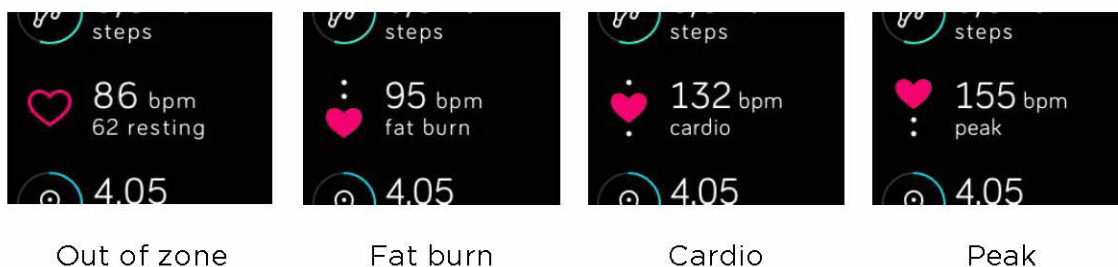 steps
86 bpm
62 resting
4.05
steps
95 bpm
fat burn
4.05
steps
132 bpm
cardio
4.05
steps
155 bpm
peak
4.05
Out of zone
Fat burn
Cardio
Peak